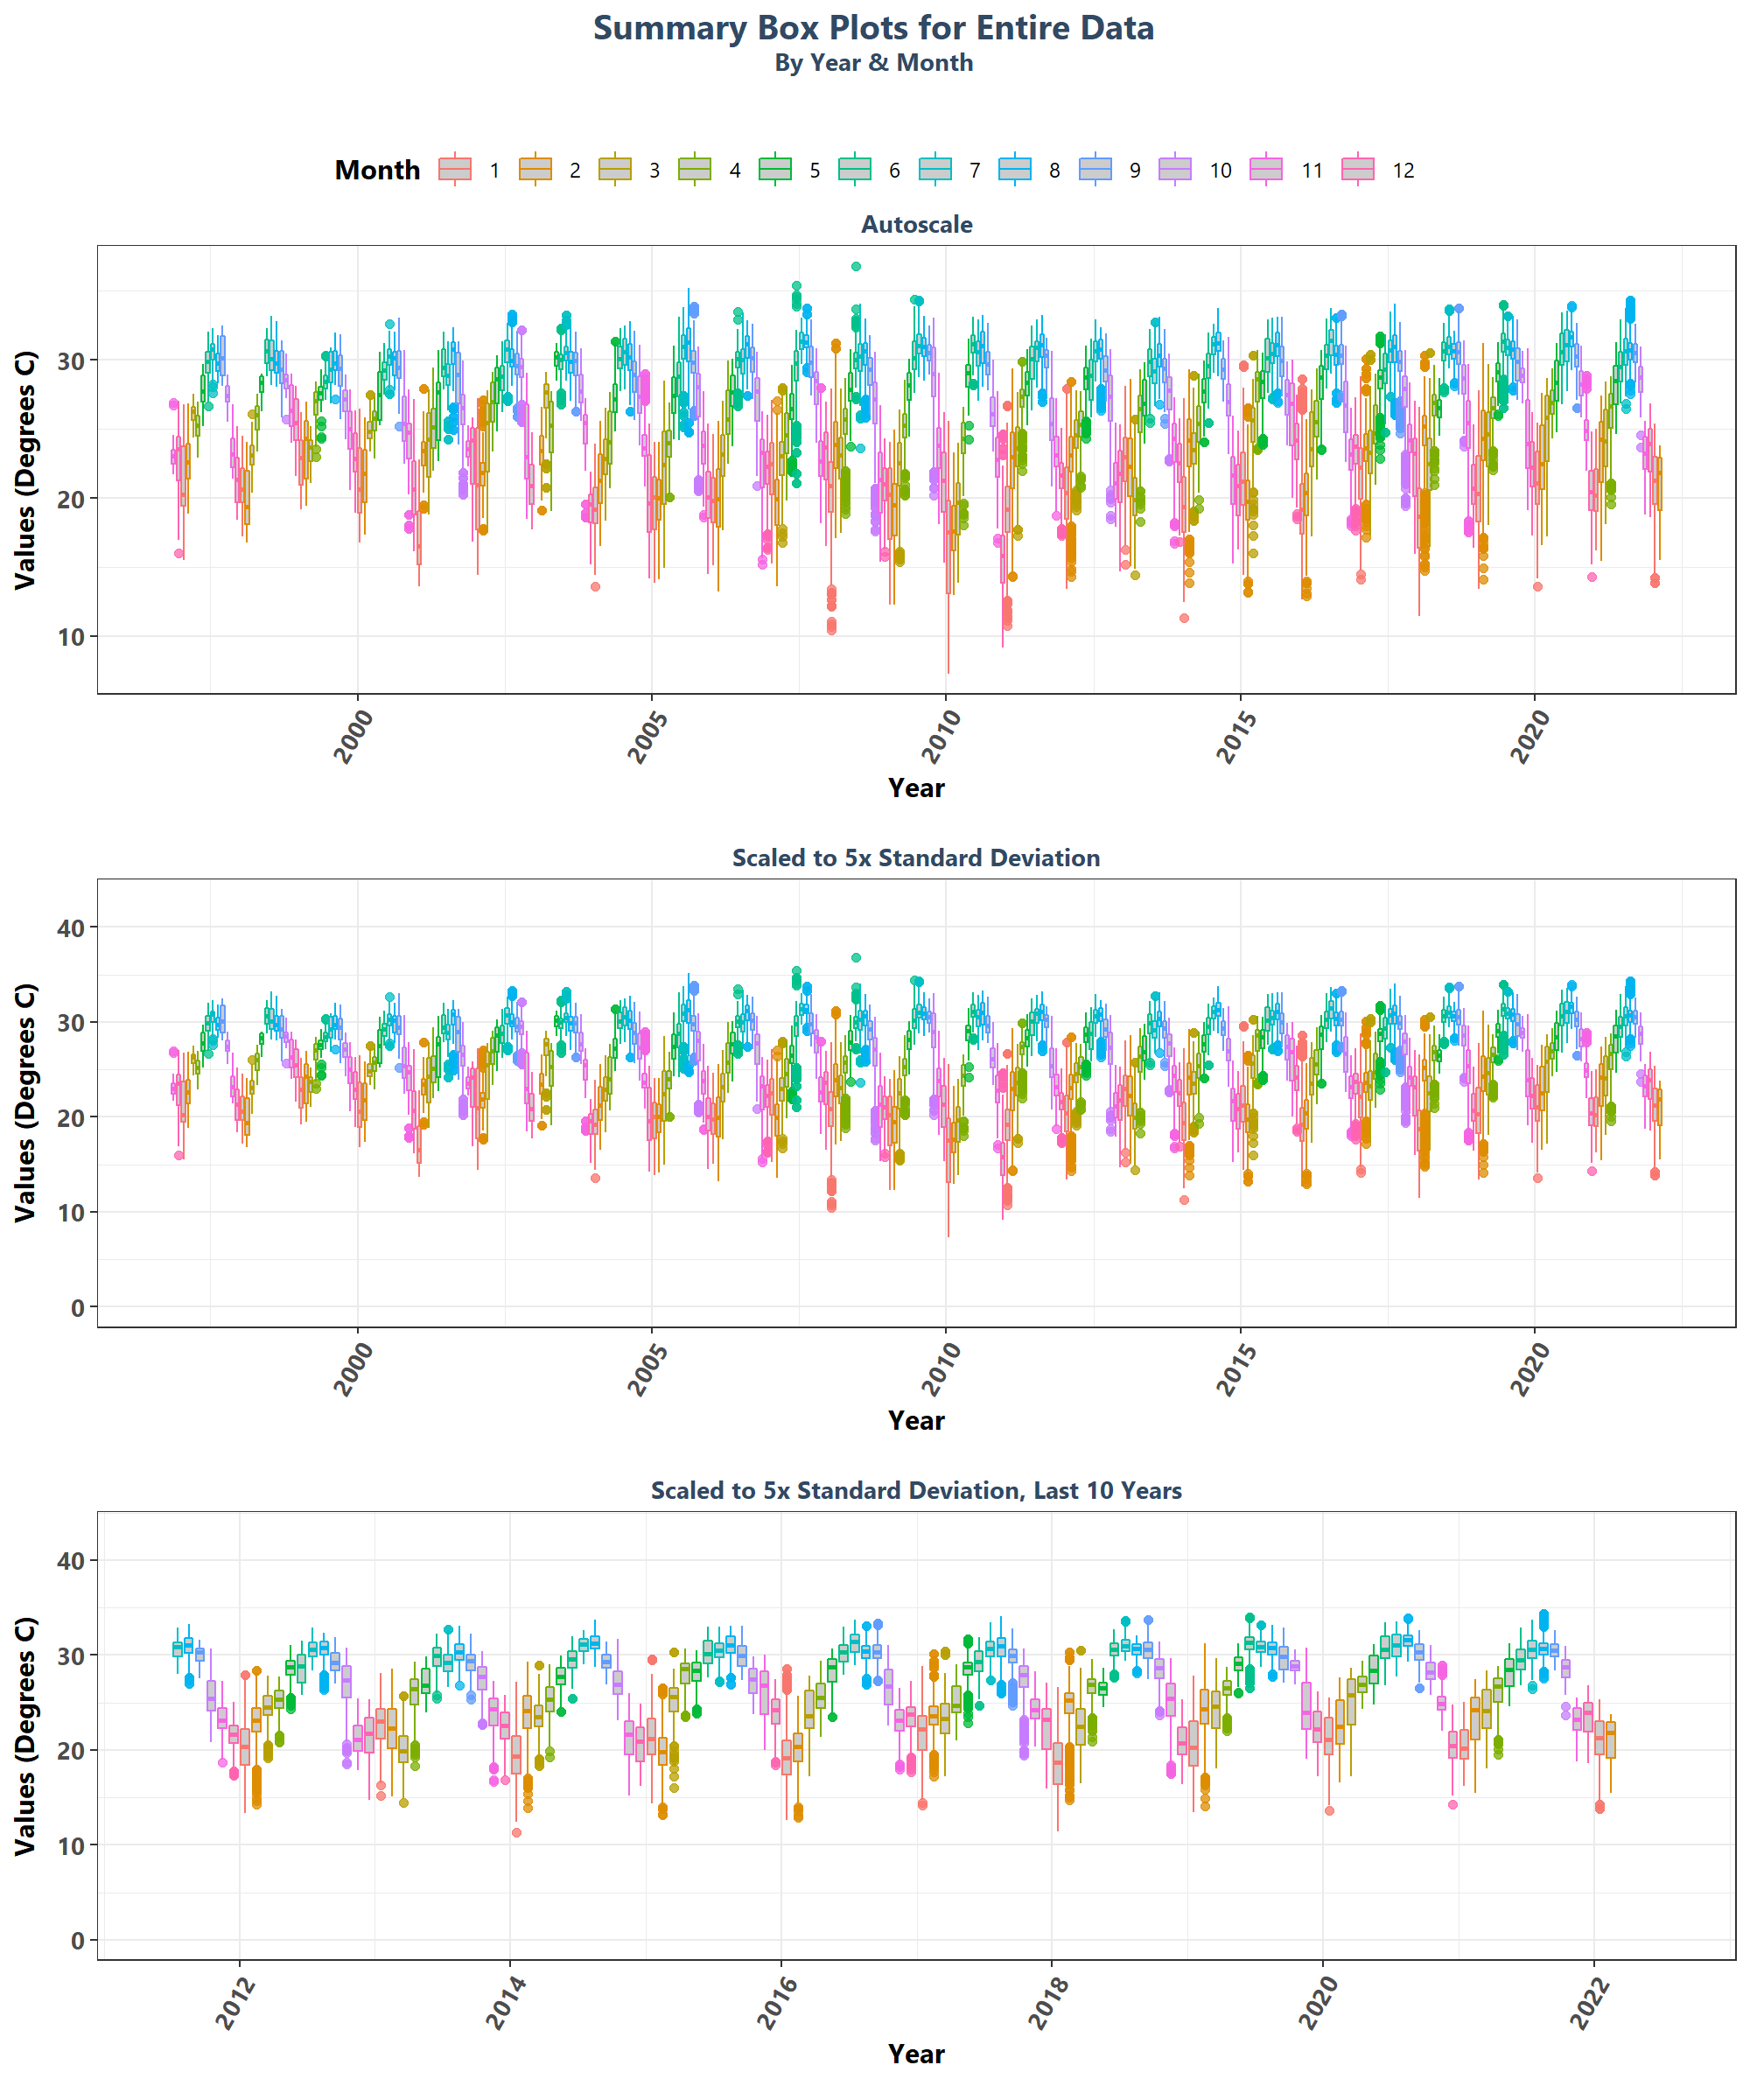 Summary Box Plots for Entire Data
By Year & Month
Month 1 2 3 4 5 6 7 8 9 10 11 12
Autoscale
Values (Degrees C)
30
20
10
2000 2005 2010 2015 2020
Year
Scaled to 5x Standard Deviation
Values (Degrees C)
40
30
20
10
0
2000 2005 2010 2015 2020
Year
Scaled to 5x Standard Deviation, Last 10 Years
Values (Degrees C)
40
30
20
10
0
2012 2014 2016 2018 2020 2022
Year